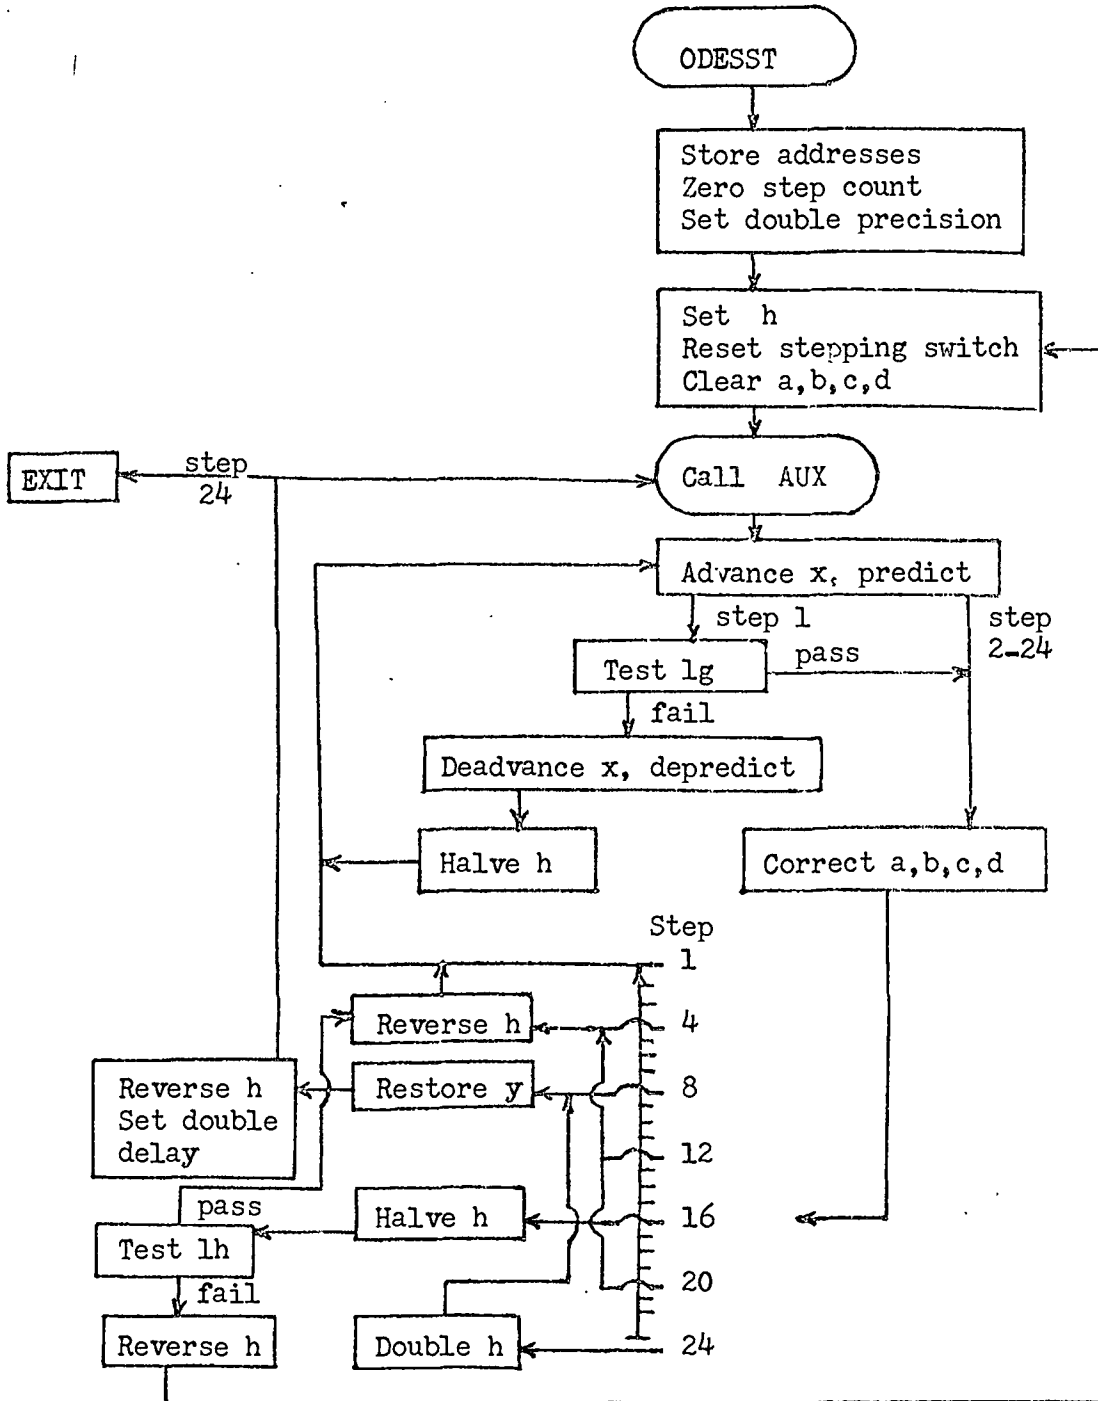 ODESST
Store addresses
Zero step count
Set double precision
Set h
Reset stepping switch
Clear a,b,c,d
EXIT
step
24
Call AUX
Advance x, predict
step 1
step
2-24
Test lg
pass
fail
Deadvance x, depredict
Halve h
Correct a,b,c,d
Step
1
Reverse h
4
Reverse h
Set double
delay
Restore y
8
12
pass
Halve h
16
Test lh
fail
20
Reverse h
Double h
24